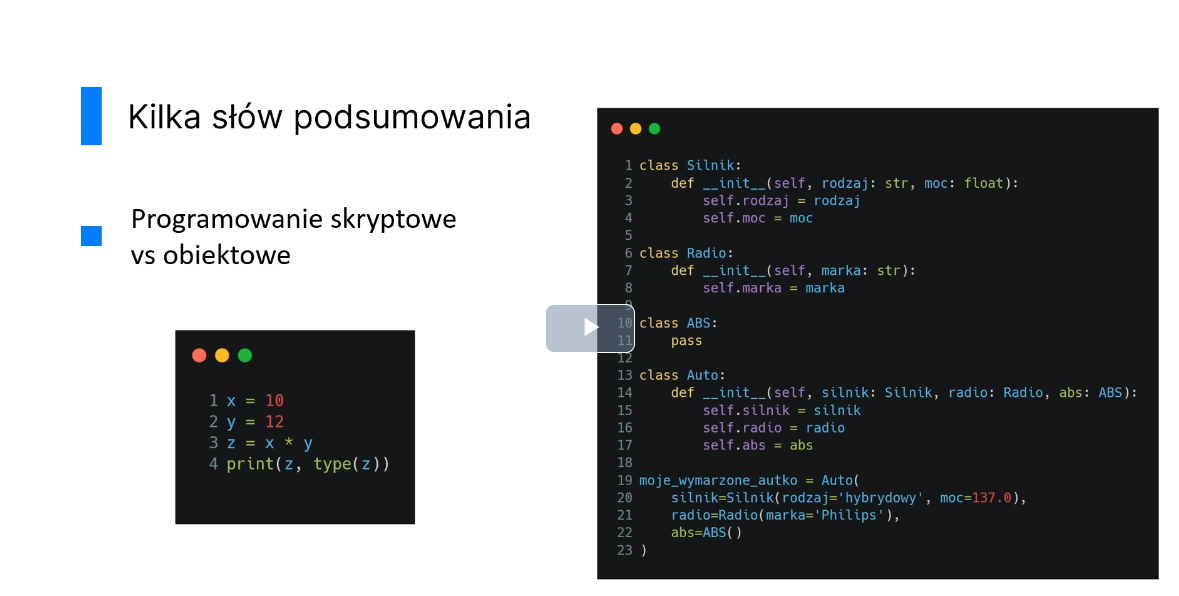 Kilka słów podsumowania
Programowanie skryptowe
vs obiektowe
1 x = 10
2 y = 12
3 z = x * y
4 print(z, type(z))
1 class Silnik:
2     def __init__(self, rodzaj: str, moc: float):
3         self.rodzaj = rodzaj
4         self.moc = moc
5
6 class Radio:
7     def __init__(self, marka: str):
8         self.marka = marka
9
10 class ABS:
11     pass
12
13 class Auto:
14     def __init__(self, silnik: Silnik, radio: Radio, abs: ABS):
15         self.silnik = silnik
16         self.radio = radio
17         self.abs = abs
18
19 moje_wymarzone_autko = Auto(
20     silnik=Silnik(rodzaj='hybrydowy', moc=137.0),
21     radio=Radio(marka='Philips'),
22     abs=ABS()
23 )